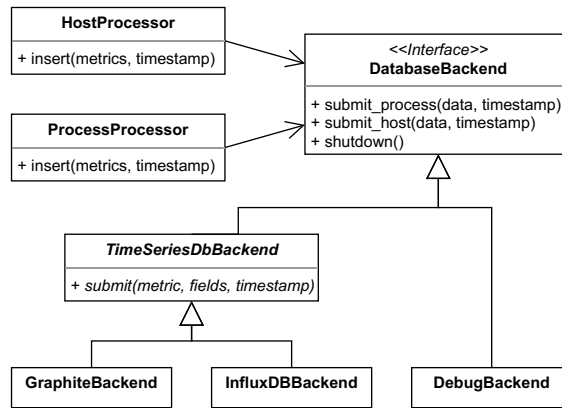 HostProcessor
+ insert(metrics, timestamp)
<<Interface>>
DatabaseBackend
+ submit_process(data, timestamp)
+ submit_host(data, timestamp)
+ shutdown()
ProcessProcessor
+ insert(metrics, timestamp)
TimeSeriesDbBackend
+ submit(metric, fields, timestamp)
GraphiteBackend
InfluxDBBackend
DebugBackend